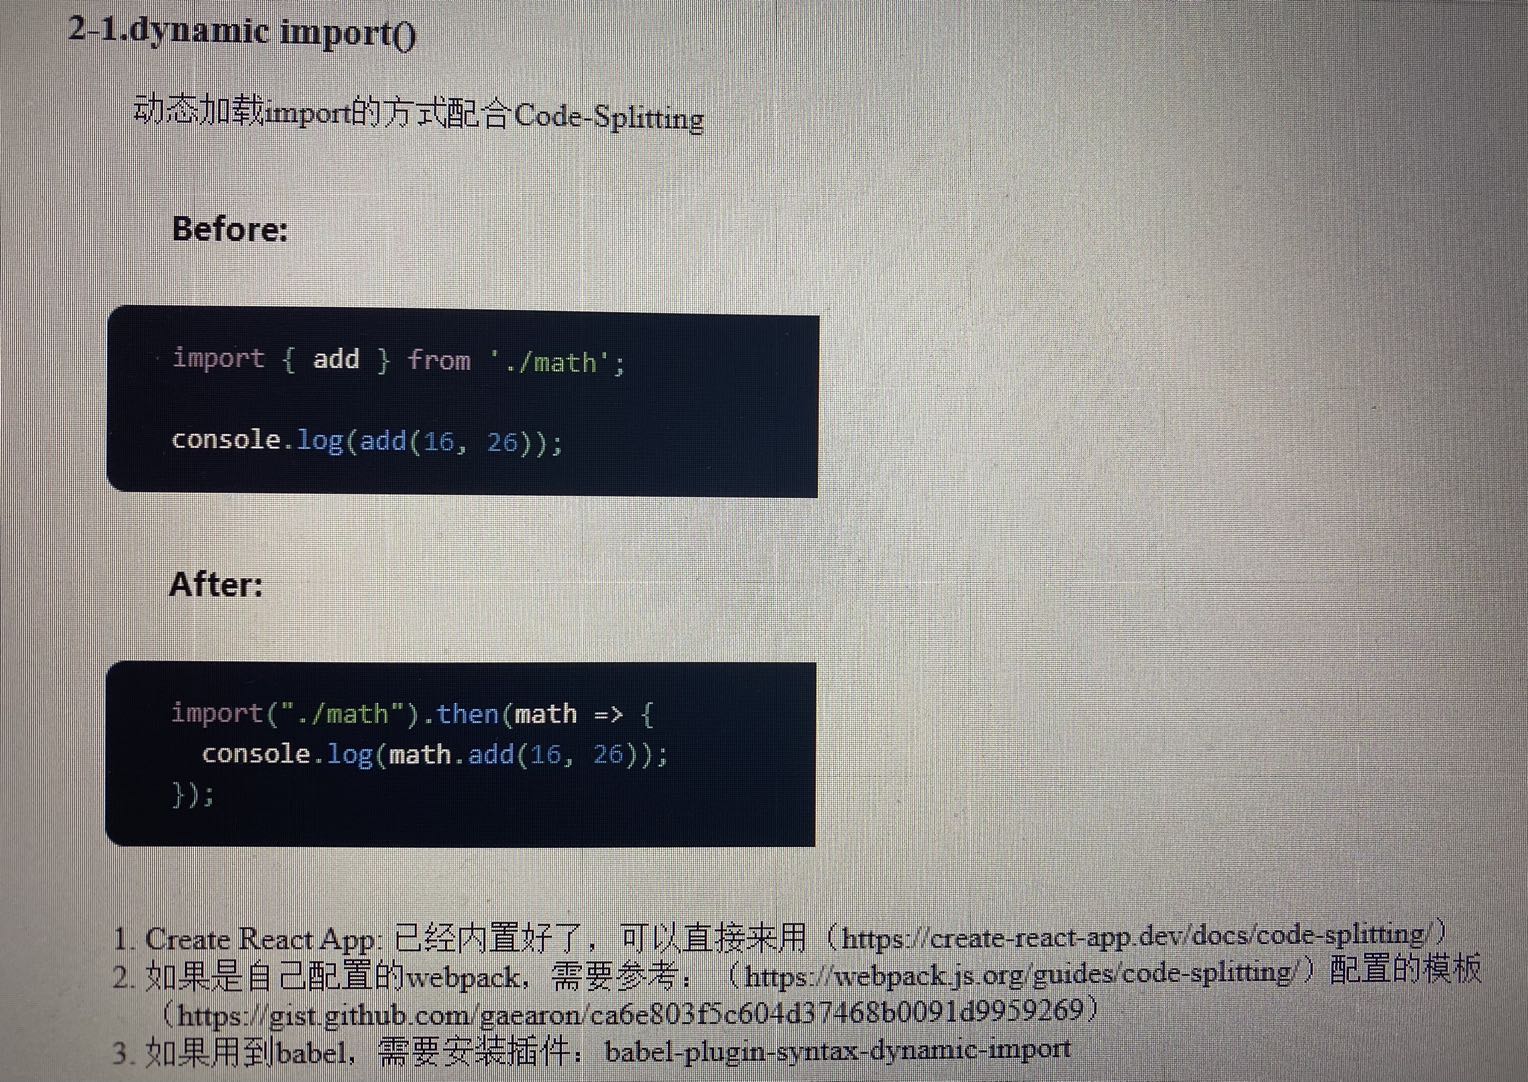 2-1.dynamic import()
动态加载import的方式配合Code-Splitting
Before:
import { add } from './math';
console.log(add(16, 26));
After:
import("./math").then(math => {
  console.log(math.add(16, 26));
});
1. Create React App: 已经内置好了，可以直接来用（https://create-react-app.dev/docs/code-splitting/）
2. 如果是自己配置的webpack，需要参考：（https://webpack.js.org/guides/code-splitting/）配置的模板
（https://gist.github.com/gaearon/ca6e803f5c604d37468b0091d9959269）
3. 如果用到babel，需要安装插件：babel-plugin-syntax-dynamic-import